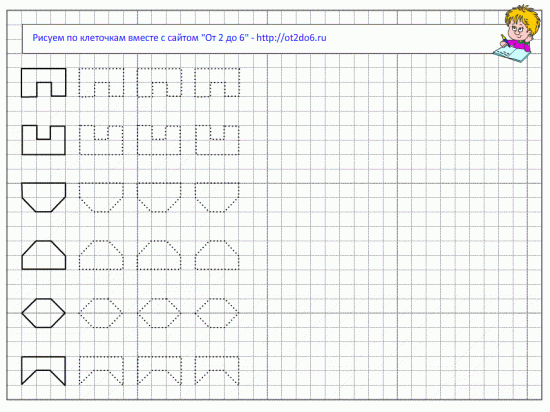 Рисуем по клеточкам вместе с сайтом "От 2 до 6" - http://ot2do6.ru